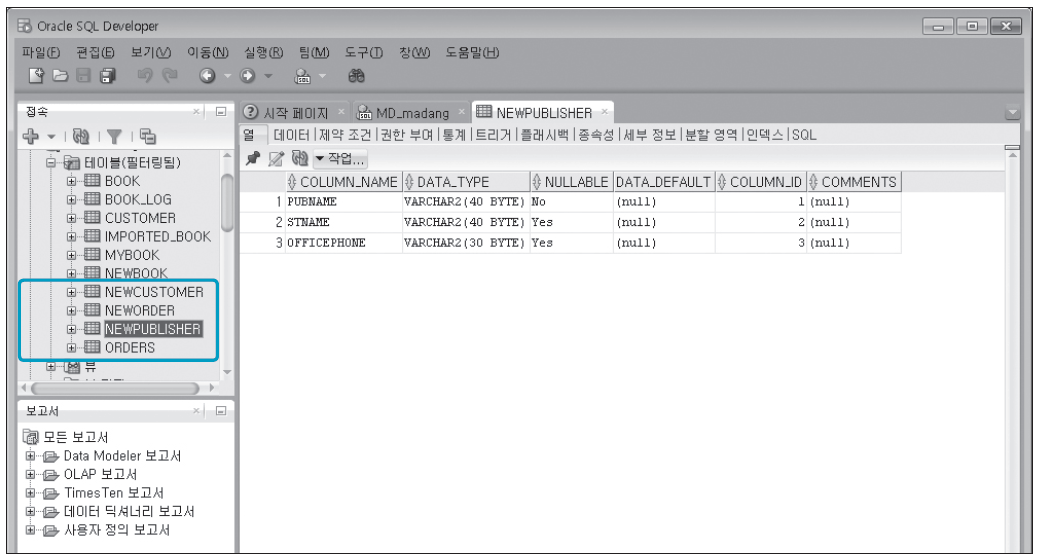 Oracle SQL Developer
파일(F) 편집(E) 보기(V) 이동(N) 실행(R) 팀(M) 도구(T) 창(W) 도움말(H)
접속
시작 페이지 MD_madang NEWPUBLISHER
열 데이터 제약 조건 권한 부여 통계 트리거 플래시백 종속성 세부 정보 분할 영역 인덱스 SQL
작업...
테이블(필터링됨)
BOOK
BOOK_LOG
CUSTOMER
IMPORTED_BOOK
MYBOOK
NEWBOOK
NEWCUSTOMER
NEWORDER
NEWPUBLISHER
ORDERS
뷰
COLUMN_NAME DATA_TYPE NULLABLE DATA_DEFAULT COLUMN_ID COMMENTS
1 PUBNAME VARCHAR2(40 BYTE) No (null) 1 (null)
2 STNAME VARCHAR2(40 BYTE) Yes (null) 2 (null)
3 OFFICEPHONE VARCHAR2(30 BYTE) Yes (null) 3 (null)
보고서
모든 보고서
Data Modeler 보고서
OLAP 보고서
TimesTen 보고서
데이터 딕셔너리 보고서
사용자 정의 보고서